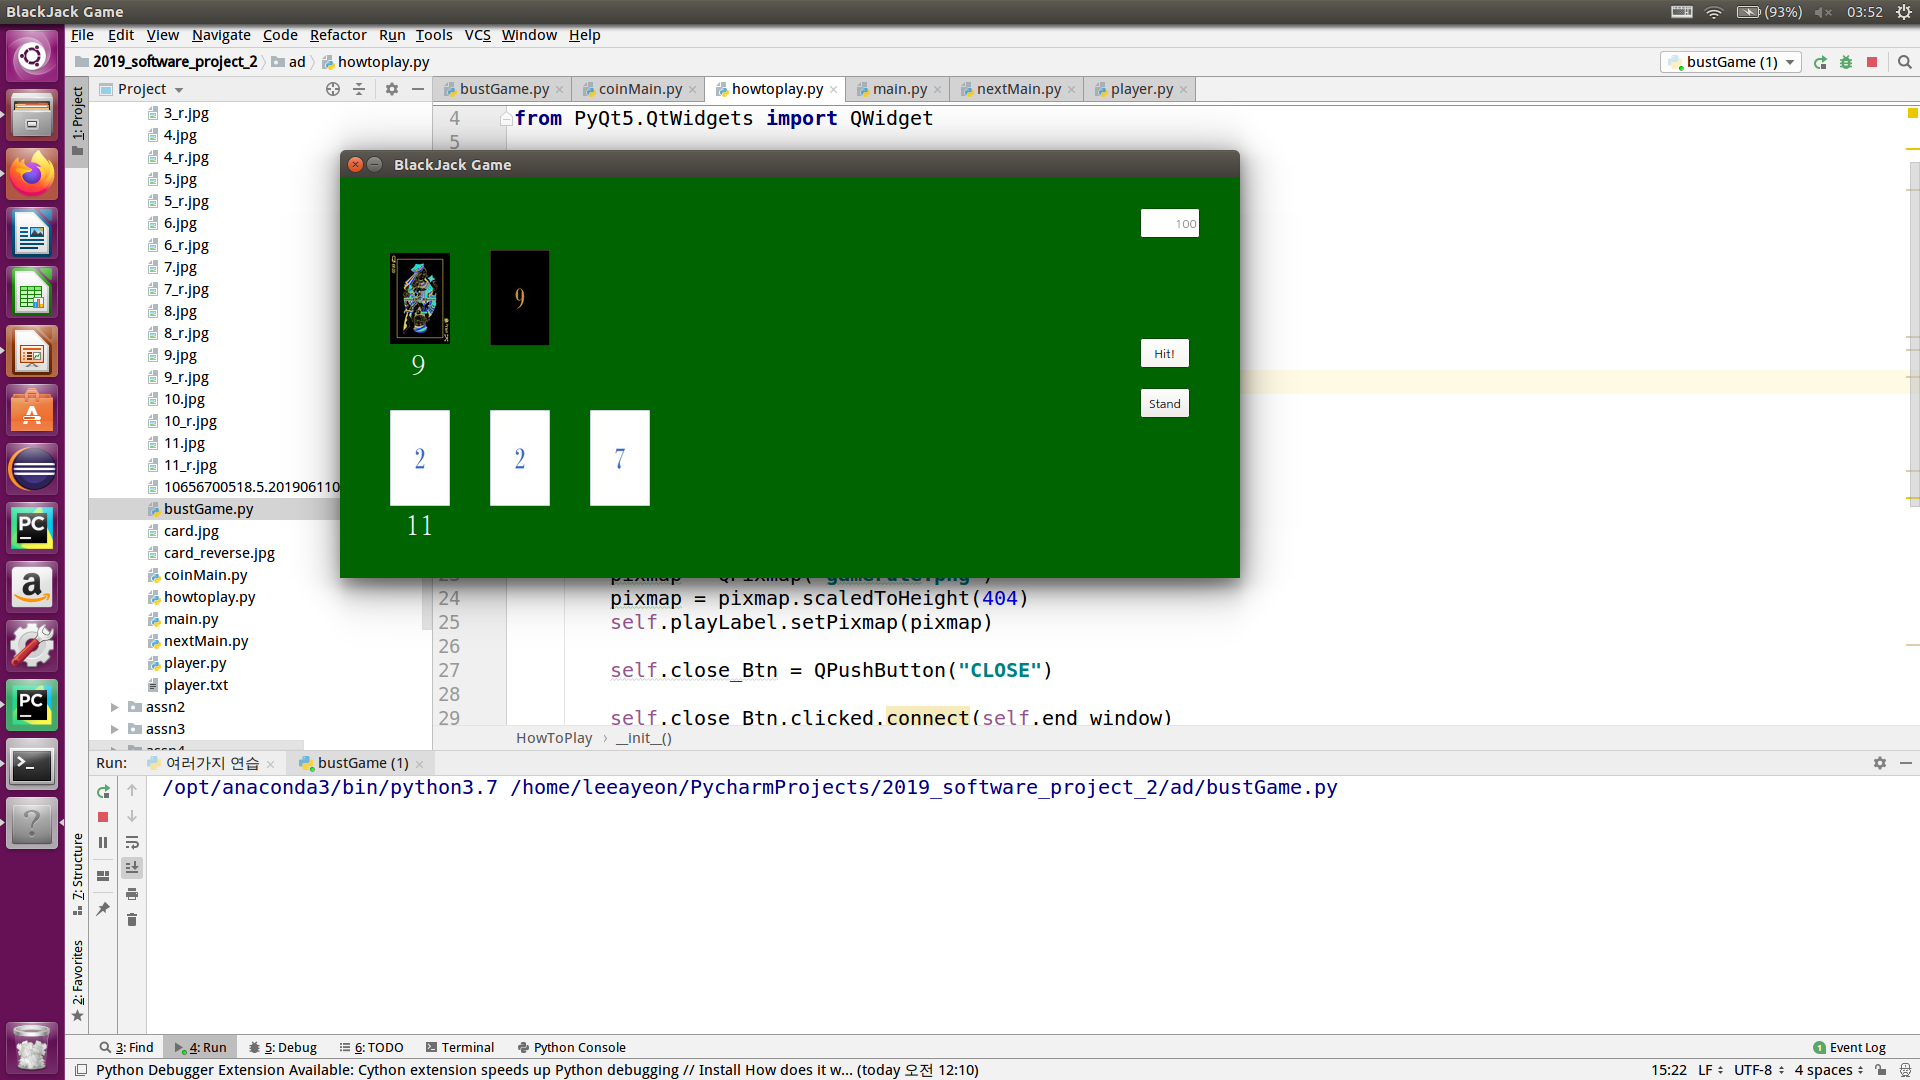 BlackJack Game
(93%) 03:52
File Edit View Navigate Code Refactor Run Tools VCS Window Help
2019_software_project_2 ad howtoplay.py
bustGame (1)
Project
bustGame.py coinMain.py howtoplay.py main.py nextMain.py player.py
1: Project
3_r.jpg
4.jpg
4_r.jpg
5.jpg
5_r.jpg
6.jpg
6_r.jpg
7.jpg
7_r.jpg
8.jpg
8_r.jpg
9.jpg
9_r.jpg
10.jpg
10_r.jpg
11.jpg
11_r.jpg
10656700518.5.201906110
bustGame.py
card.jpg
card_reverse.jpg
coinMain.py
howtoplay.py
main.py
nextMain.py
player.py
player.txt
assn2
assn3
assn4
4 from PyQt5.QtWidgets import QWidget
5
BlackJack Game
100
9
9
Hit!
Stand
2 2 7
11
24 pixmap = pixmap.scaledToHeight(404)
25 self.playLabel.setPixmap(pixmap)
26
27 self.close_Btn = QPushButton("CLOSE")
28
29 self.close_Btn.clicked.connect(self.end_window)
HowToPlay › __init__()
Run: 여러가지 연습 bustGame (1)
/opt/anaconda3/bin/python3.7 /home/leeayeon/PycharmProjects/2019_software_project_2/ad/bustGame.py
7: Structure
2: Favorites
3: Find 4: Run 5: Debug 6: TODO Terminal Python Console
1 Event Log
Python Debugger Extension Available: Cython extension speeds up Python debugging // Install How does it w... (today 오전 12:10)
15:22 LF UTF-8 4 spaces